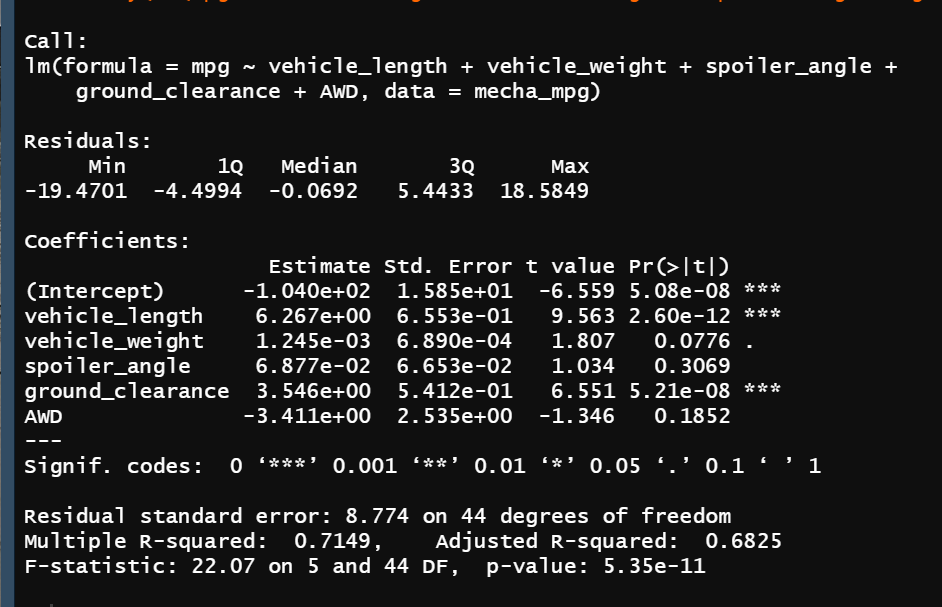 Call:
lm(formula = mpg ~ vehicle_length + vehicle_weight + spoiler_angle +
    ground_clearance + AWD, data = mecha_mpg)
Residuals:
     Min       1Q   Median       3Q      Max
-19.4701  -4.4994  -0.0692   5.4433  18.5849
Coefficients:
                   Estimate Std. Error t value Pr(>|t|)
(Intercept)      -1.040e+02  1.585e+01  -6.559 5.08e-08 ***
vehicle_length    6.267e+00  6.553e-01   9.563 2.60e-12 ***
vehicle_weight    1.245e-03  6.890e-04   1.807   0.0776 .
spoiler_angle     6.877e-02  6.653e-02   1.034   0.3069
ground_clearance  3.546e+00  5.412e-01   6.551 5.21e-08 ***
AWD              -3.411e+00  2.535e+00  -1.346   0.1852
---
Signif. codes:  0 ‘***’ 0.001 ‘**’ 0.01 ‘*’ 0.05 ‘.’ 0.1 ‘ ’ 1
Residual standard error: 8.774 on 44 degrees of freedom
Multiple R-squared:  0.7149,    Adjusted R-squared:  0.6825
F-statistic: 22.07 on 5 and 44 DF,  p-value: 5.35e-11